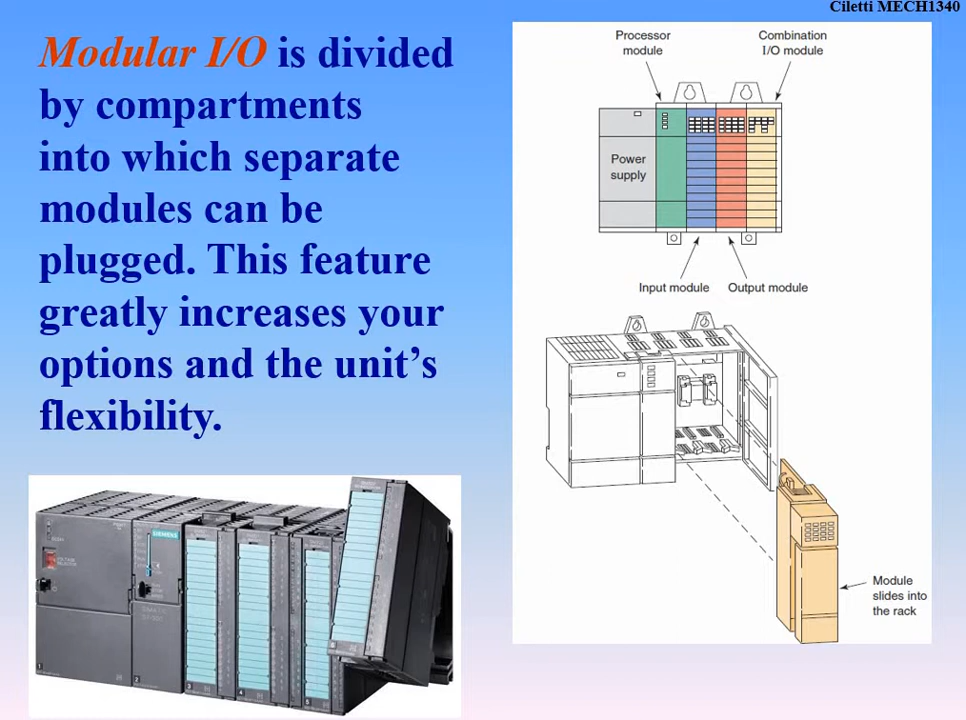 Ciletti MECH1340
Modular I/O is divided
by compartments
into which separate
modules can be
plugged. This feature
greatly increases your
options and the unit's
flexibility.
Processor
module
Combination
I/O module
Power
supply
Input module
Output module
Module
slides into
the rack
SIEMENS